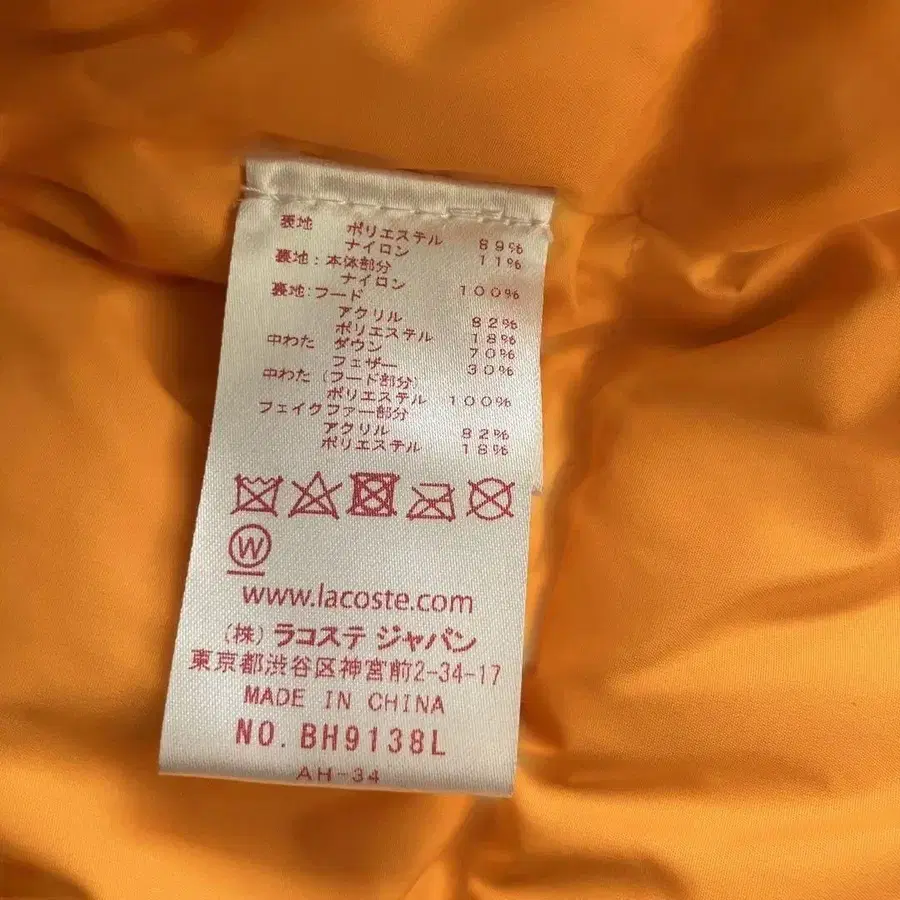 表地 ポリエステル 89%
ナイロン 11%
裏地:本体部分
ナイロン 100%
裏地:フード
アクリル 82%
ポリエステル 18%
中わた ダウン 70%
フェザー 30%
中わた(フード部分)
ポリエステル 100%
フェイクファー部分
アクリル 82%
ポリエステル 18%
W
www.lacoste.com
(株)ラコステ ジャパン
東京都渋谷区神宮前2-34-17
MADE IN CHINA
NO. BH9138L
AH-34